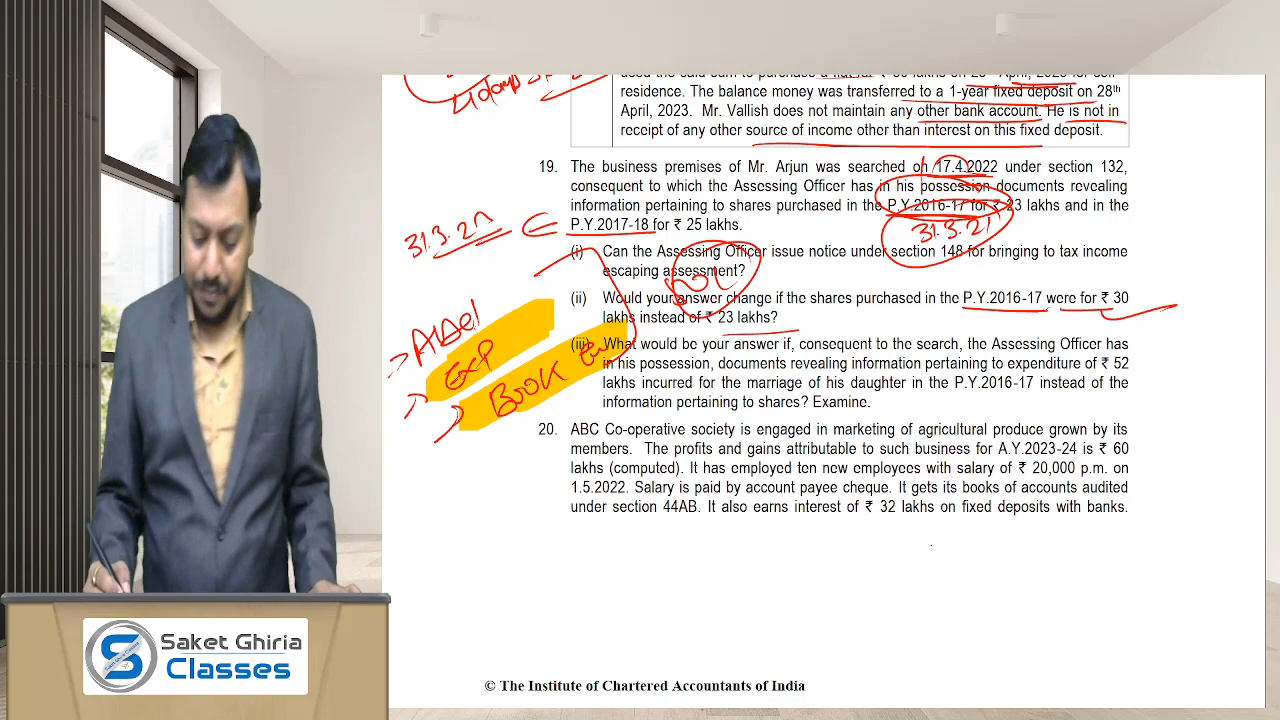 used the said sum to purchase a flat for ₹
residence. The balance money was transferred to a 1-year fixed deposit on 28th
April, 2023. Mr. Vallish does not maintain any other bank account. He is not in
receipt of any other source of income other than interest on this fixed deposit.
19. The business premises of Mr. Arjun was searched on 17.4.2022 under section 132,
consequent to which the Assessing Officer has in his possession documents revealing
information pertaining to shares purchased in the P.Y.2016-17 for ₹ 23 lakhs and in the
P.Y.2017-18 for ₹ 25 lakhs.
31.3.21
(i) Can the Assessing Officer issue notice under section 148 for bringing to tax income
escaping assessment?
(ii) Would your answer change if the shares purchased in the P.Y.2016-17 were for ₹ 30
lakhs instead of ₹ 23 lakhs?
(iii) What would be your answer if, consequent to the search, the Assessing Officer has
in his possession, documents revealing information pertaining to expenditure of ₹ 52
lakhs incurred for the marriage of his daughter in the P.Y.2016-17 instead of the
information pertaining to shares? Examine.
EXP
BOOK
20. ABC Co-operative society is engaged in marketing of agricultural produce grown by its
members. The profits and gains attributable to such business for A.Y.2023-24 is ₹ 60
lakhs (computed). It has employed ten new employees with salary of ₹ 20,000 p.m. on
1.5.2022. Salary is paid by account payee cheque. It gets its books of accounts audited
under section 44AB. It also earns interest of ₹ 32 lakhs on fixed deposits with banks.
Saket Ghiria
Classes
© The Institute of Chartered Accountants of India